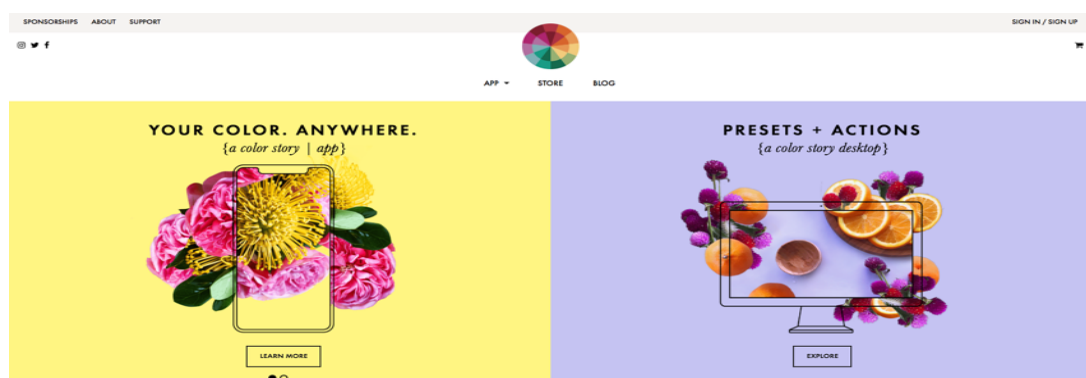 SPONSORSHIPS ABOUT SUPPORT SIGN IN / SIGN UP
APP STORE BLOG
YOUR COLOR. ANYWHERE.
{a color story | app}
LEARN MORE
PRESETS + ACTIONS
{a color story desktop}
EXPLORE